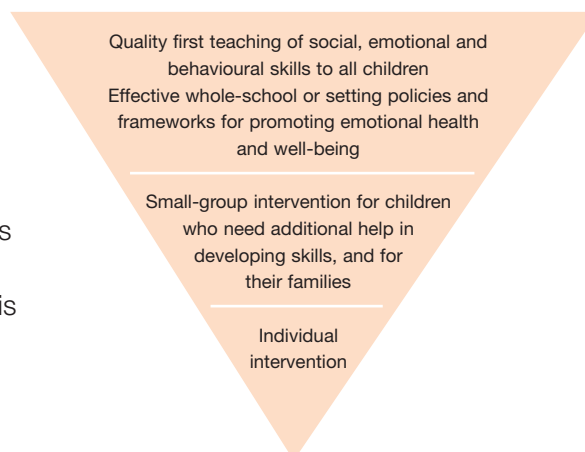 Quality first teaching of social, emotional and
behavioural skills to all children
Effective whole-school or setting policies and
frameworks for promoting emotional health
and well-being
Small-group intervention for children
who need additional help in
developing skills, and for
their families
Individual
intervention